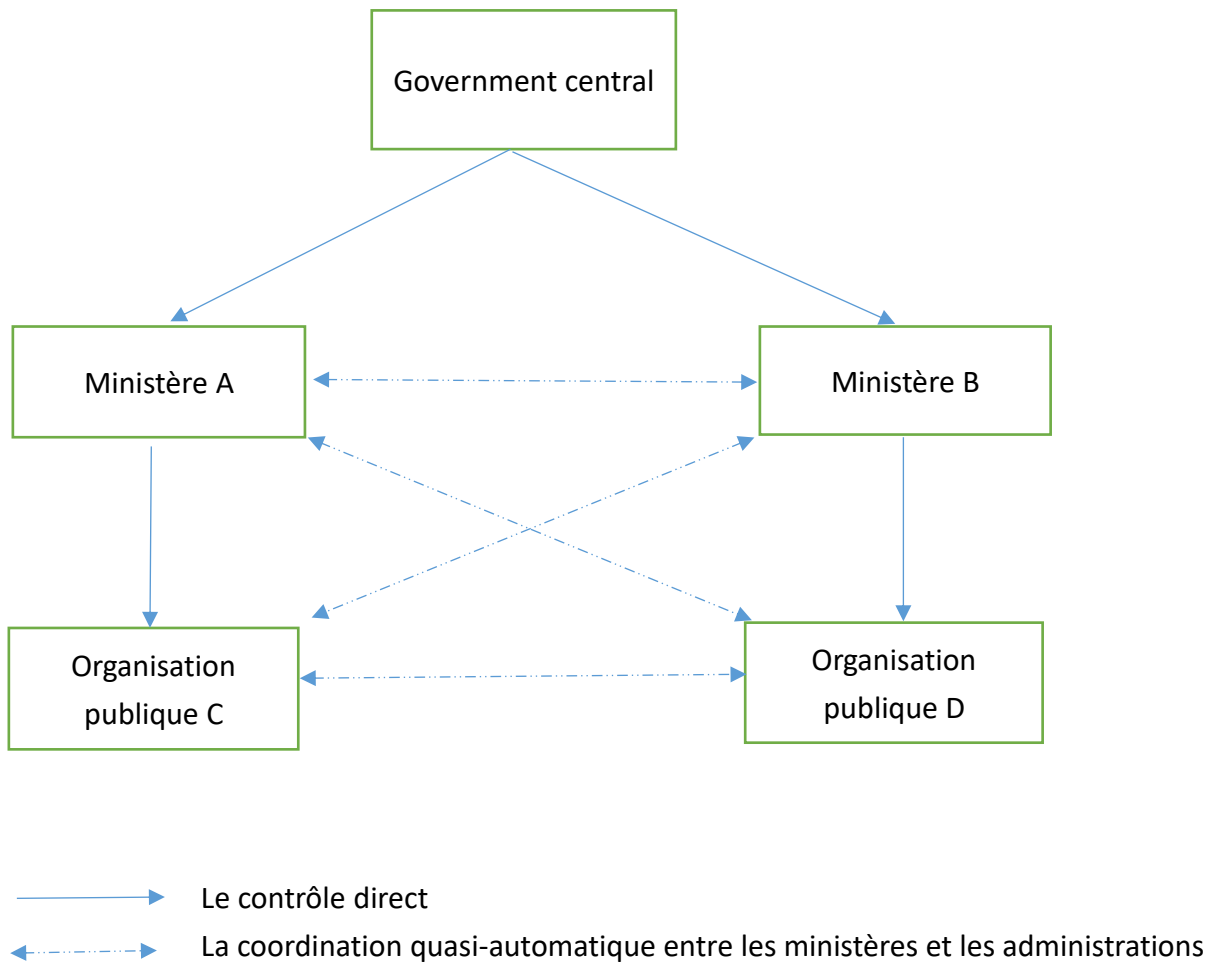 Government central
Ministère A
Ministère B
Organisation
publique C
Organisation
publique D
Le contrôle direct
La coordination quasi-automatique entre les ministères et les administrations